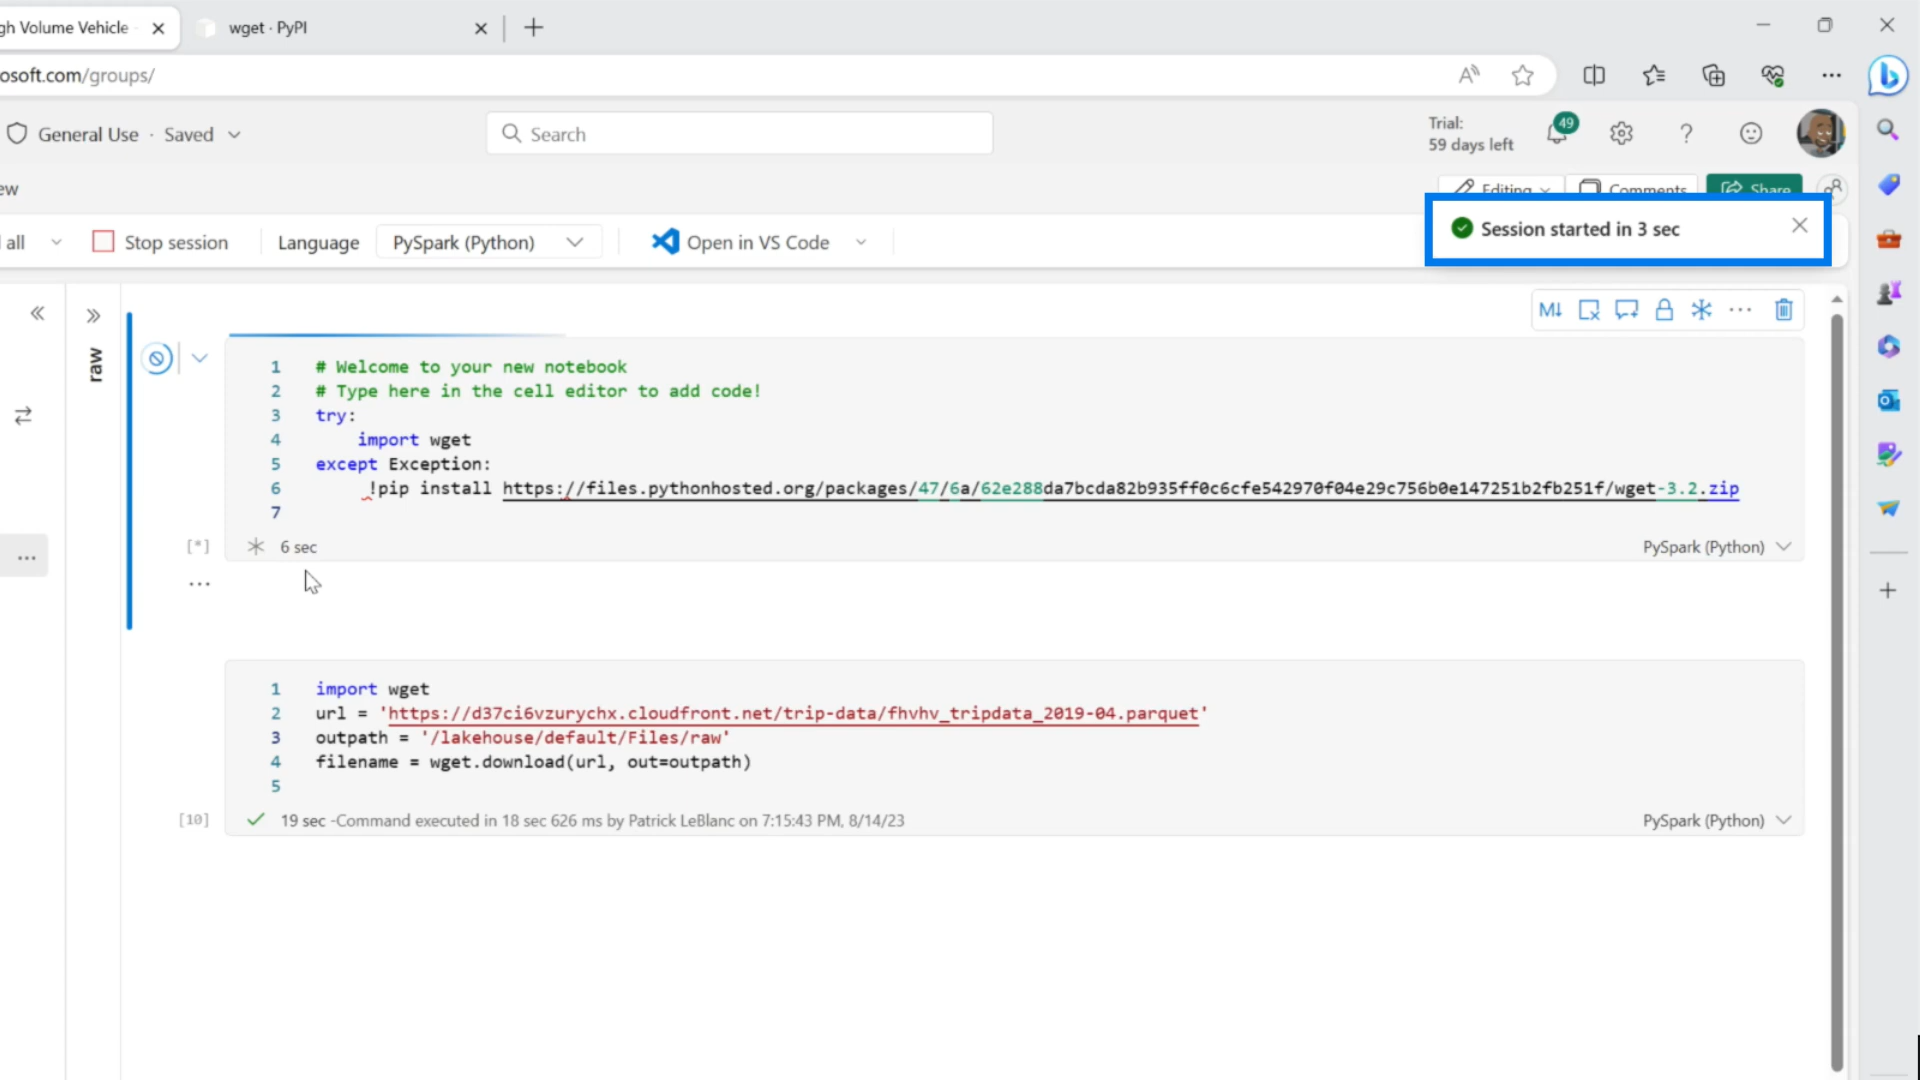 gh Volume Vehicle
wget · PyPI
osoft.com/groups/
General Use · Saved
Search
Trial:
59 days left
49
ew
Editing
Comments
Share
all
Stop session
Language
PySpark (Python)
Open in VS Code
Session started in 3 sec
raw
M↓
1 # Welcome to your new notebook
2 # Type here in the cell editor to add code!
3 try:
4 import wget
5 except Exception:
6 !pip install https://files.pythonhosted.org/packages/47/6a/62e288da7bcda82b935ff0c6cfe542970f04e29c756b0e147251b2fb251f/wget-3.2.zip
7
[*] 6 sec
PySpark (Python)
1 import wget
2 url = 'https://d37ci6vzurychx.cloudfront.net/trip-data/fhvhv_tripdata_2019-04.parquet'
3 outpath = '/lakehouse/default/Files/raw'
4 filename = wget.download(url, out=outpath)
5
[10] 19 sec -Command executed in 18 sec 626 ms by Patrick LeBlanc on 7:15:43 PM, 8/14/23
PySpark (Python)